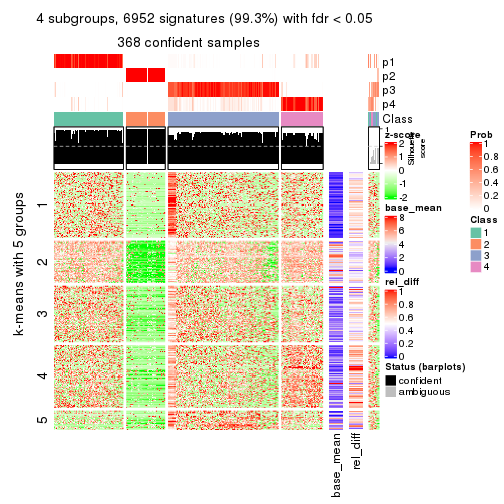 4 subgroups, 6952 signatures (99.3%) with fdr < 0.05
368 confident samples
p1
p2
p3
p4
Class
1
Silhouette
score
k-means with 5 groups
1
2
3
4
5
base_mean
rel_diff
z-score
2
1
0
-1
-2
base_mean
8
6
4
2
0
rel_diff
1
0.8
0.6
0.4
0.2
0
Status (barplots)
confident
ambiguous
Prob
1
0.8
0.6
0.4
0.2
0
Class
1
2
3
4